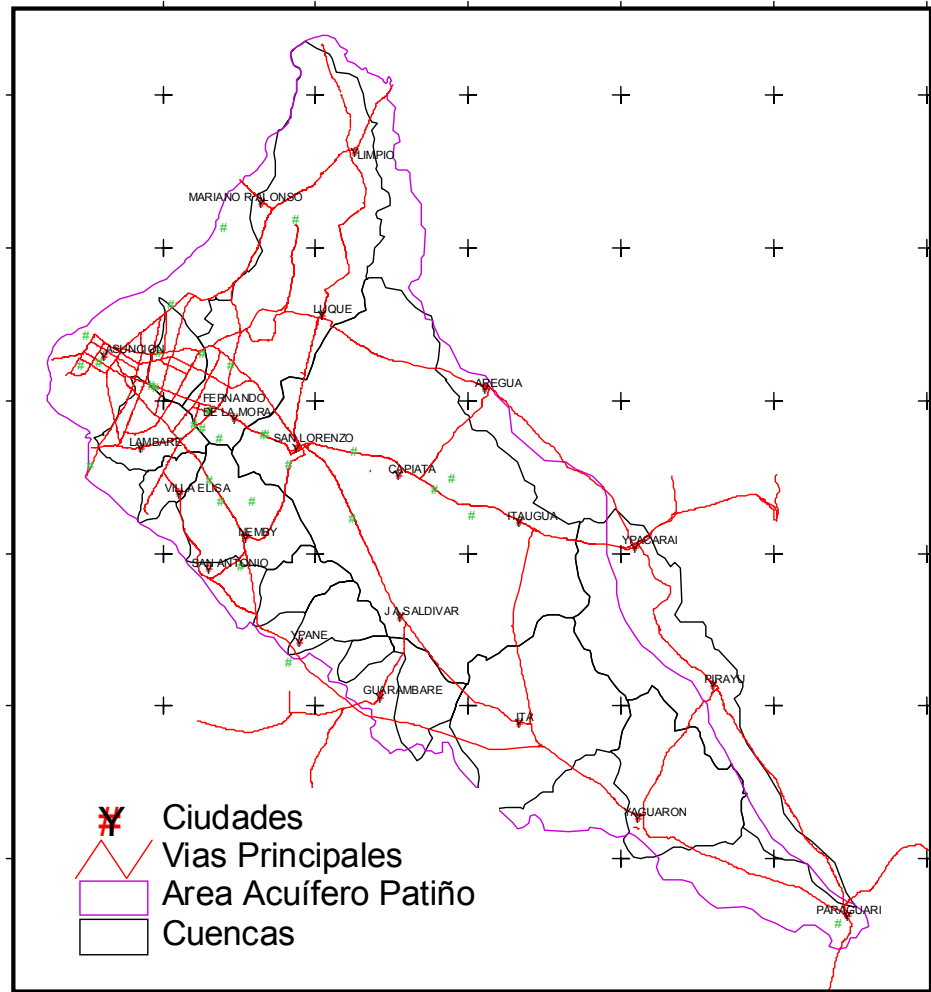 LIMPIO
MARIANO R ALONSO
LUQUE
ASUNCION
AREGUA
FERNANDO
DE LA MORA
SAN LORENZO
LAMBARE
CAPIATA
VILLA ELISA
ITAUGUA
ÑEMBY
YPACARAI
SAN ANTONIO
J A SALDIVAR
YPANE
PIRAYU
GUARAMBARE
ITA
YAGUARON
PARAGUARI
Ciudades
Vias Principales
Area Acuífero Patiño
Cuencas